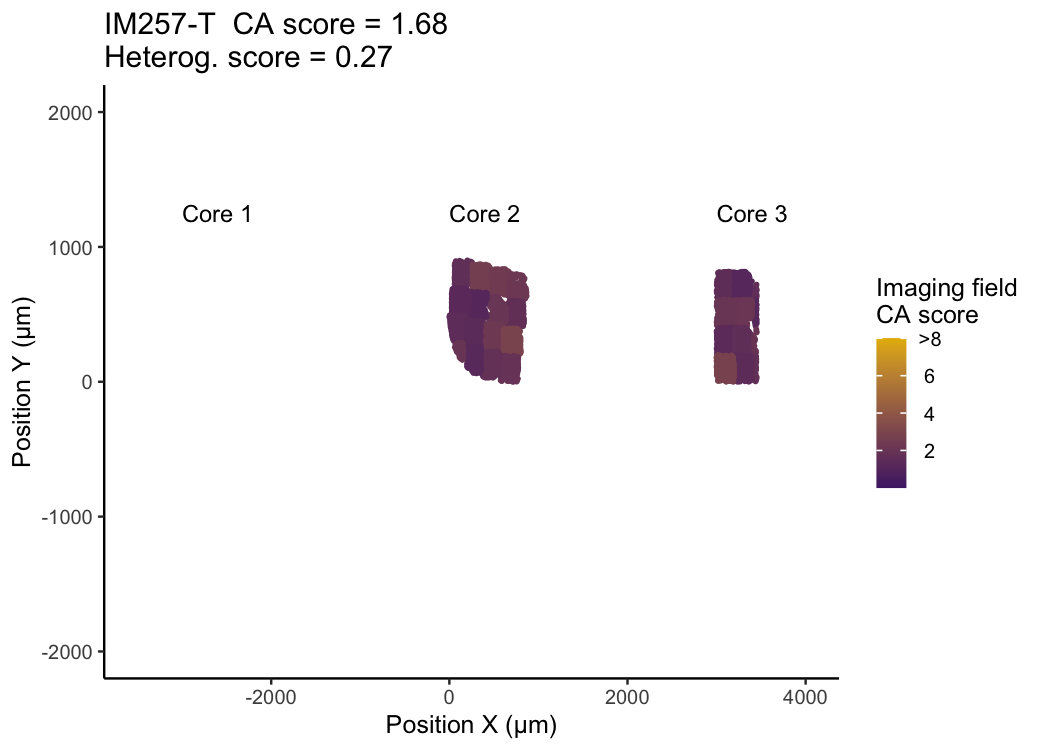 IM257-T  CA score = 1.68
Heterog. score = 0.27
2000
1000
0
-1000
-2000
Position Y (µm)
Core 1
Core 2
Core 3
-2000
0
2000
4000
Position X (µm)
Imaging field
CA score
>8
6
4
2